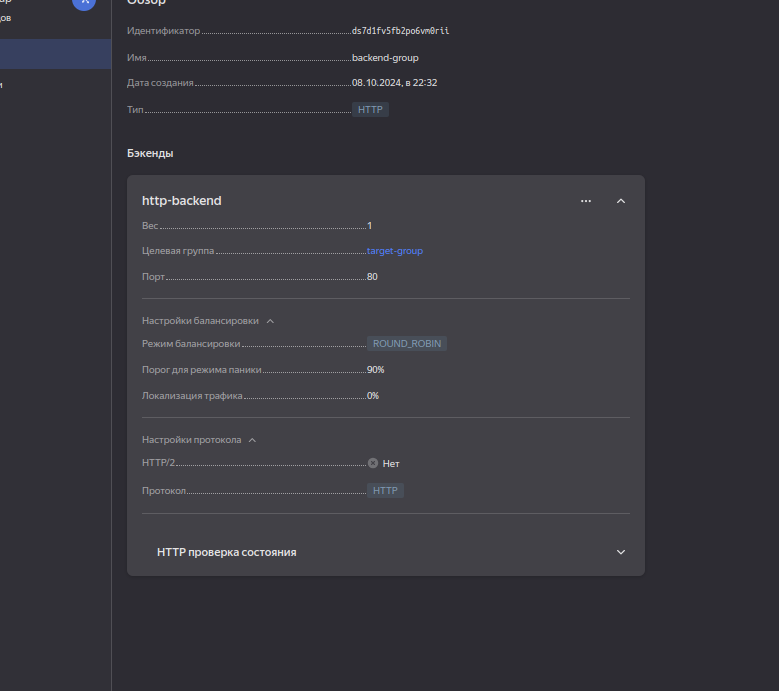 Обзор
Идентификатор ds7d1fv5fb2po6vm0rii
Имя backend-group
Дата создания 08.10.2024, в 22:32
Тип HTTP
Бэкенды
http-backend
Вес 1
Целевая группа target-group
Порт 80
Настройки балансировки
Режим балансировки ROUND_ROBIN
Порог для режима паники 90%
Локализация трафика 0%
Настройки протокола
HTTP/2 Нет
Протокол HTTP
HTTP проверка состояния